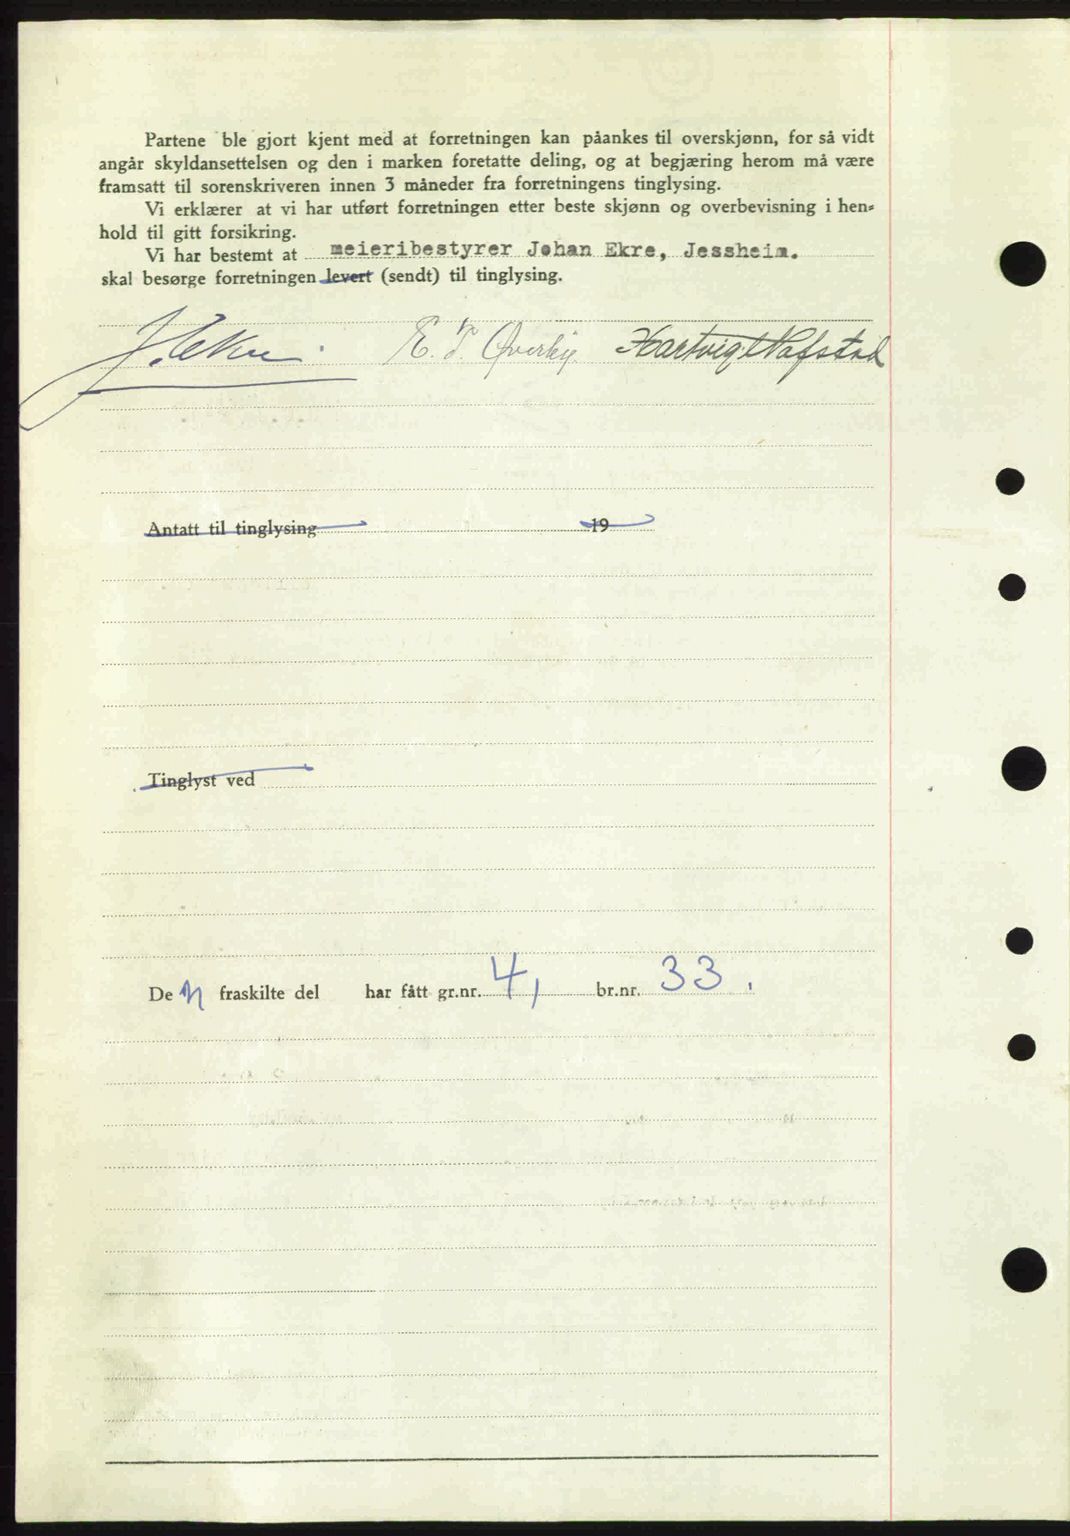 Partene ble gjort kjent med at forretningen kan påankes til overskjønn, for så vidt
angår skyldansettelsen og den i marken foretatte deling, og at begjæring herom må være
framsatt til sorenskriveren innen 3 måneder fra forretningens tinglysing.
Vi erklærer at vi har utført forretningen etter beste skjønn og overbevisning i hen=
hold til gitt forsikring.
Vi har bestemt at meieribestyrer Johan Ekre, Jessheim.
skal besørge forretningen levert (sendt) til tinglysing.
J. Ekre. E. T. Øverby. Hartvig Nafstad
Antatt til tinglysing 19
Tinglyst ved
De n fraskilte del har fått gr.nr. 4, br.nr. 33.